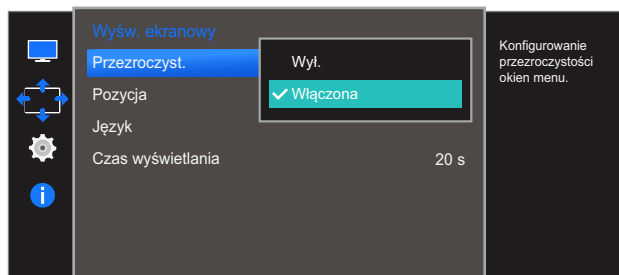 Wyśw. ekranowy
Przezroczyst.
Wył.
Włączona
Pozycja
Język
Czas wyświetlania 20 s
Konfigurowanie
przezroczystości
okien menu.